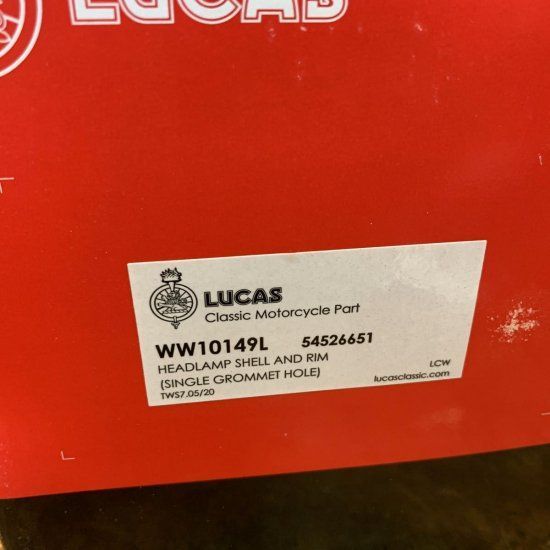 LUCAS
LUCAS
Classic Motorcycle Part
WW10149L 54526651
HEADLAMP SHELL AND RIM
(SINGLE GROMMET HOLE) LCW
TWS7.05/20 lucasclassic.com